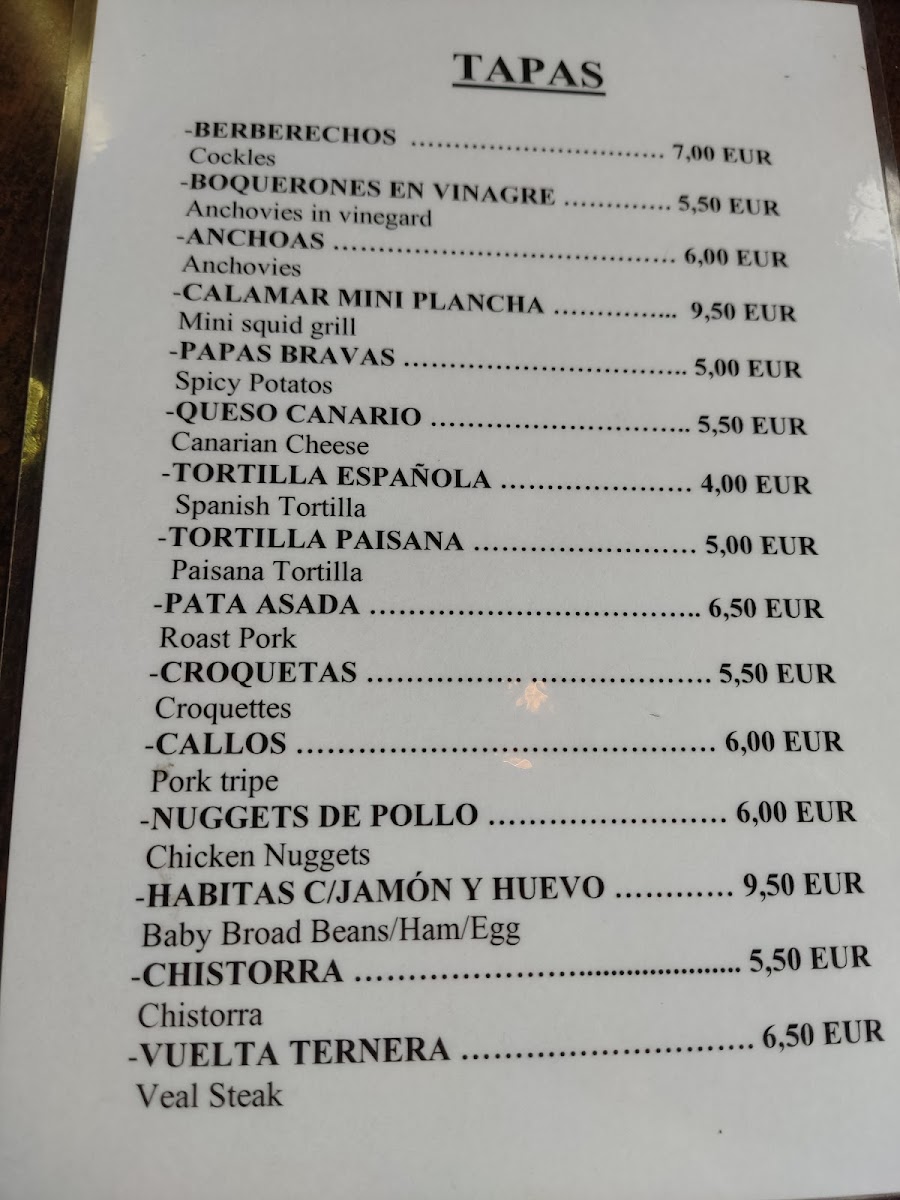 TAPAS
-BERBERECHOS ............................ 7,00 EUR
Cockles
-BOQUERONES EN VINAGRE ............. 5,50 EUR
Anchovies in vinegard
-ANCHOAS ..................................... 6,00 EUR
Anchovies
-CALAMAR MINI PLANCHA .............. 9,50 EUR
Mini squid grill
-PAPAS BRAVAS ............................... 5,00 EUR
Spicy Potatos
-QUESO CANARIO ............................ 5,50 EUR
Canarian Cheese
-TORTILLA ESPAÑOLA ..................... 4,00 EUR
Spanish Tortilla
-TORTILLA PAISANA ........................ 5,00 EUR
Paisana Tortilla
-PATA ASADA ................................... 6,50 EUR
Roast Pork
-CROQUETAS .................................... 5,50 EUR
Croquettes
-CALLOS .......................................... 6,00 EUR
Pork tripe
-NUGGETS DE POLLO ........................ 6,00 EUR
Chicken Nuggets
-HABITAS C/JAMÓN Y HUEVO ............ 9,50 EUR
Baby Broad Beans/Ham/Egg
-CHISTORRA ............................................ 5,50 EUR
Chistorra
-VUELTA TERNERA ............................ 6,50 EUR
Veal Steak